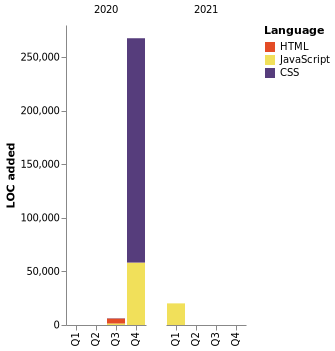 2020
2021
Language
HTML
JavaScript
CSS
LOC added
250,000
200,000
150,000
100,000
50,000
0
Q1
Q2
Q3
Q4
Q1
Q2
Q3
Q4